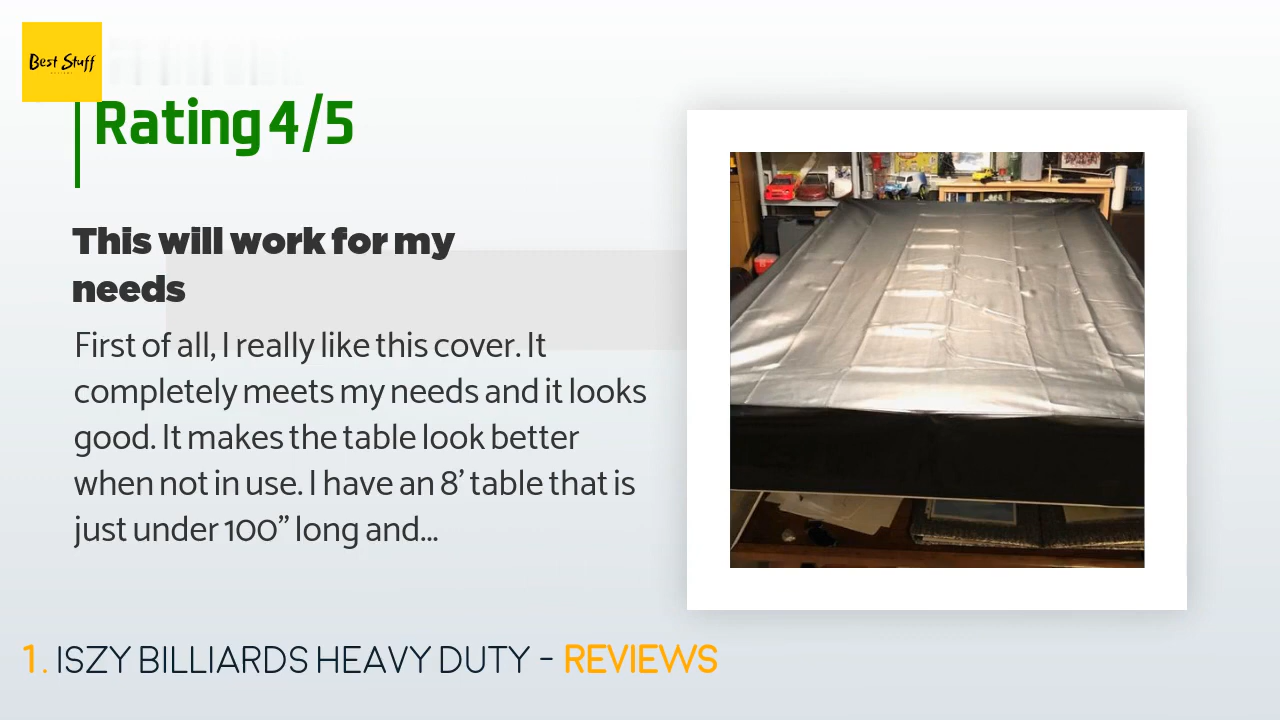 Best Stuff
Rating 4/5
This will work for my
needs
First of all, I really like this cover. It
completely meets my needs and it looks
good. It makes the table look better
when not in use. I have an 8’ table that is
just under 100” long and...
1. ISZY BILLIARDS HEAVY DUTY - REVIEWS